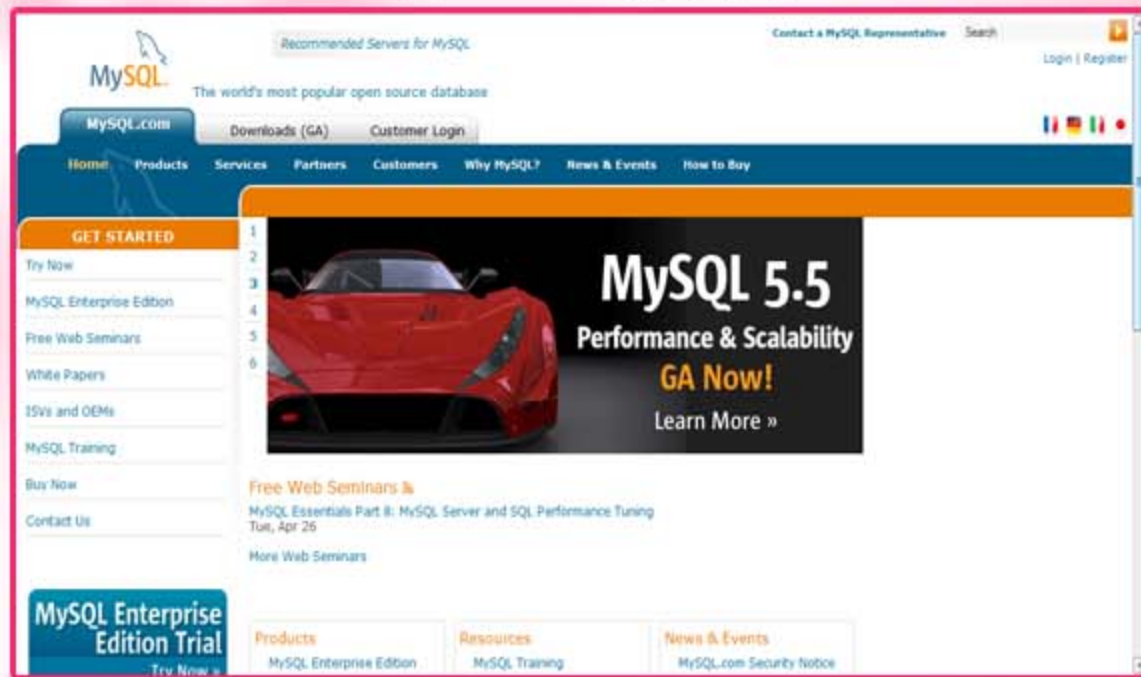 Recommended Servers for MySQL
Contact a MySQL Representative
Search
Login | Register
MySQL
The world's most popular open source database
MySQL.com
Downloads (GA)
Customer Login
Home Products Services Partners Customers Why MySQL? News & Events How to Buy
GET STARTED
Try Now
MySQL Enterprise Edition
Free Web Seminars
White Papers
ISVs and OEMs
MySQL Training
Buy Now
Contact Us
MySQL Enterprise
Edition Trial
Try Now »
1
2
3
4
5
6
MySQL 5.5
Performance & Scalability
GA Now!
Learn More »
Free Web Seminars
MySQL Essentials Part 8: MySQL Server and SQL Performance Tuning
Tue, Apr 26
More Web Seminars
Products
MySQL Enterprise Edition
Resources
MySQL Training
News & Events
MySQL.com Security Notice